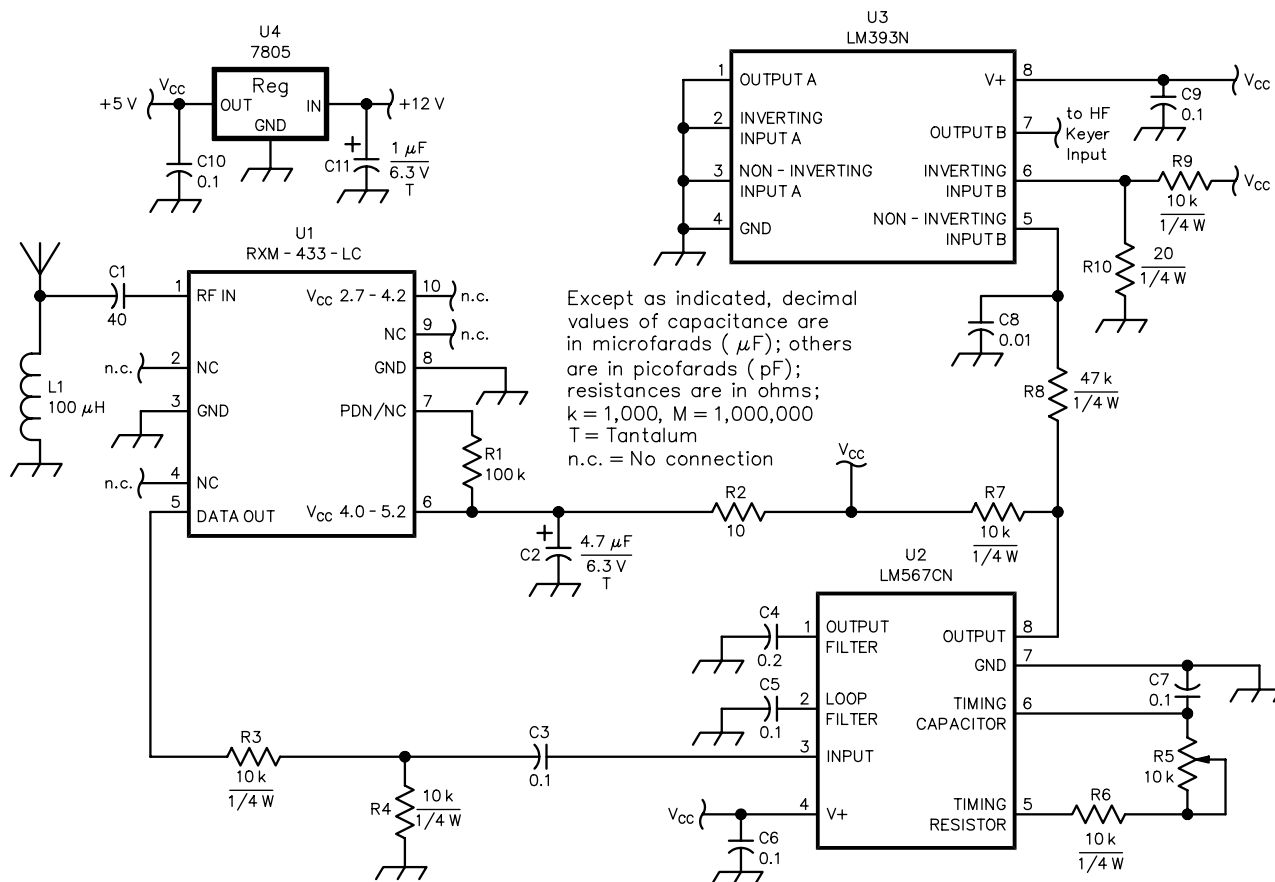 U4
7805
VCC
+5 V
Reg
OUT
IN
GND
+12 V
C10
0.1
+
C11
1 µF
6.3 V
T
U3
LM393N
1
OUTPUT A
2
INVERTING
INPUT A
3
NON - INVERTING
INPUT A
4
GND
V+
8
OUTPUT B
7
INVERTING
INPUT B
6
NON - INVERTING
INPUT B
5
C9
0.1
VCC
to HF
Keyer
Input
R9
10 k
1/4 W
VCC
R10
20
1/4 W
C8
0.01
R8
47 k
1/4 W
U1
RXM - 433 - LC
C1
40
L1
100 µH
1
RF IN
n.c.
2
NC
3
GND
n.c.
4
NC
5
DATA OUT
VCC 2.7 - 4.2
10
n.c.
NC
9
n.c.
GND
8
PDN/NC
7
VCC 4.0 - 5.2
6
R1
100 k
Except as indicated, decimal
values of capacitance are
in microfarads ( µF); others
are in picofarads ( pF);
resistances are in ohms;
k = 1,000, M = 1,000,000
T = Tantalum
n.c. = No connection
+
C2
4.7 µF
6.3 V
T
R2
10
VCC
R7
10 k
1/4 W
U2
LM567CN
C4
0.2
1
OUTPUT
FILTER
C5
0.1
2
LOOP
FILTER
3
INPUT
4
V+
OUTPUT
8
GND
7
TIMING
CAPACITOR
6
TIMING
RESISTOR
5
C7
0.1
R5
10 k
R6
10 k
1/4 W
R3
10 k
1/4 W
R4
10 k
1/4 W
C3
0.1
VCC
C6
0.1